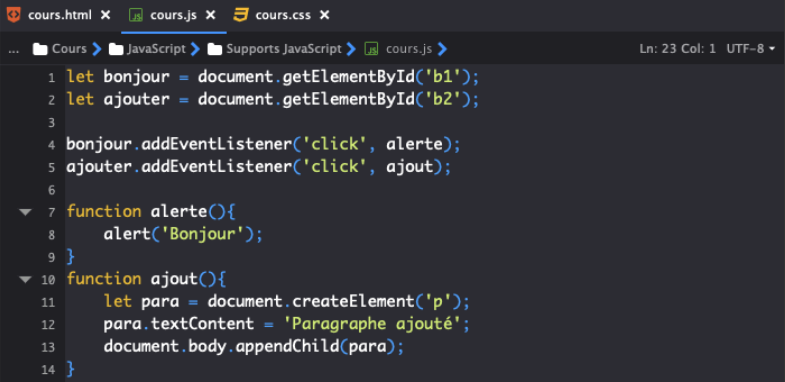 cours.html × cours.js × cours.css ×
... Cours JavaScript Supports JavaScript cours.js Ln: 23 Col: 1 UTF-8
1 let bonjour = document.getElementById('b1');
2 let ajouter = document.getElementById('b2');
3
4 bonjour.addEventListener('click', alerte);
5 ajouter.addEventListener('click', ajout);
6
7 function alerte(){
8     alert('Bonjour');
9 }
10 function ajout(){
11     let para = document.createElement('p');
12     para.textContent = 'Paragraphe ajouté';
13     document.body.appendChild(para);
14 }